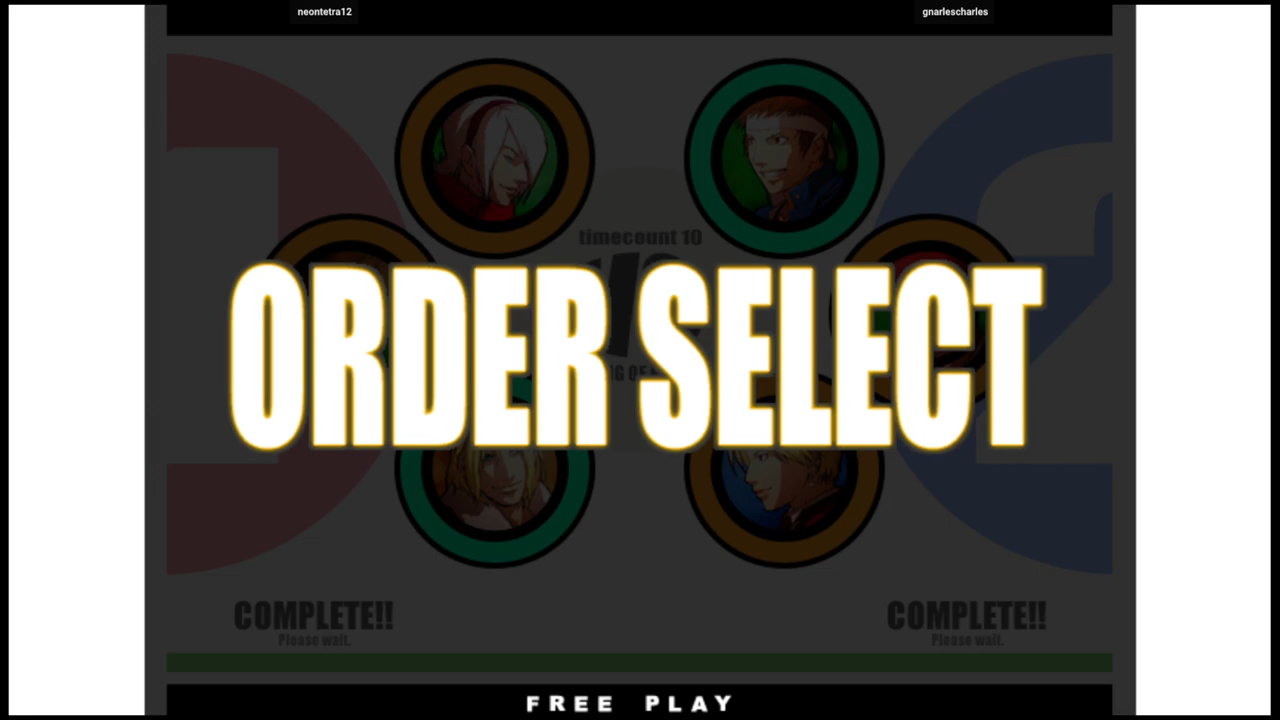 neontetra12 gnarlescharles
timecount 10
ORDER SELECT
COMPLETE!! COMPLETE!!
Please wait. Please wait.
FREE PLAY